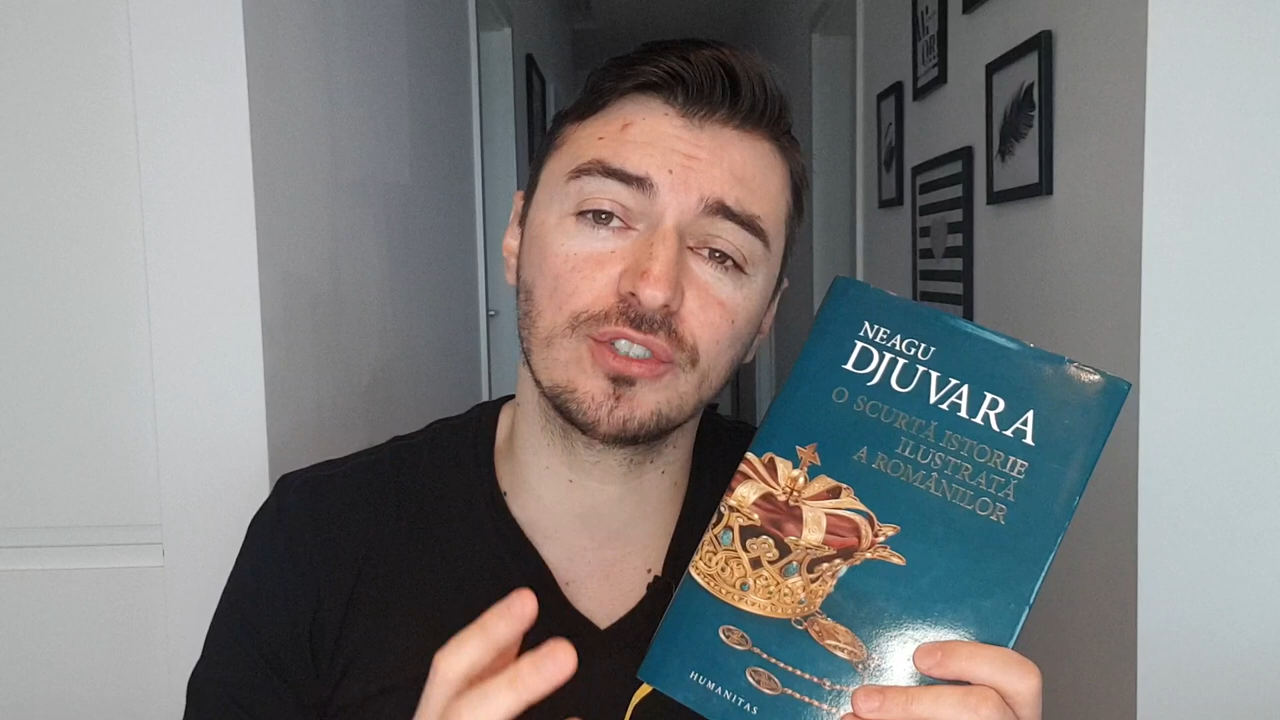 NEAGU
DJUVARA
O SCURTĂ ISTORIE
ILUSTRATĂ
A ROMÂNILOR
HUMANITAS